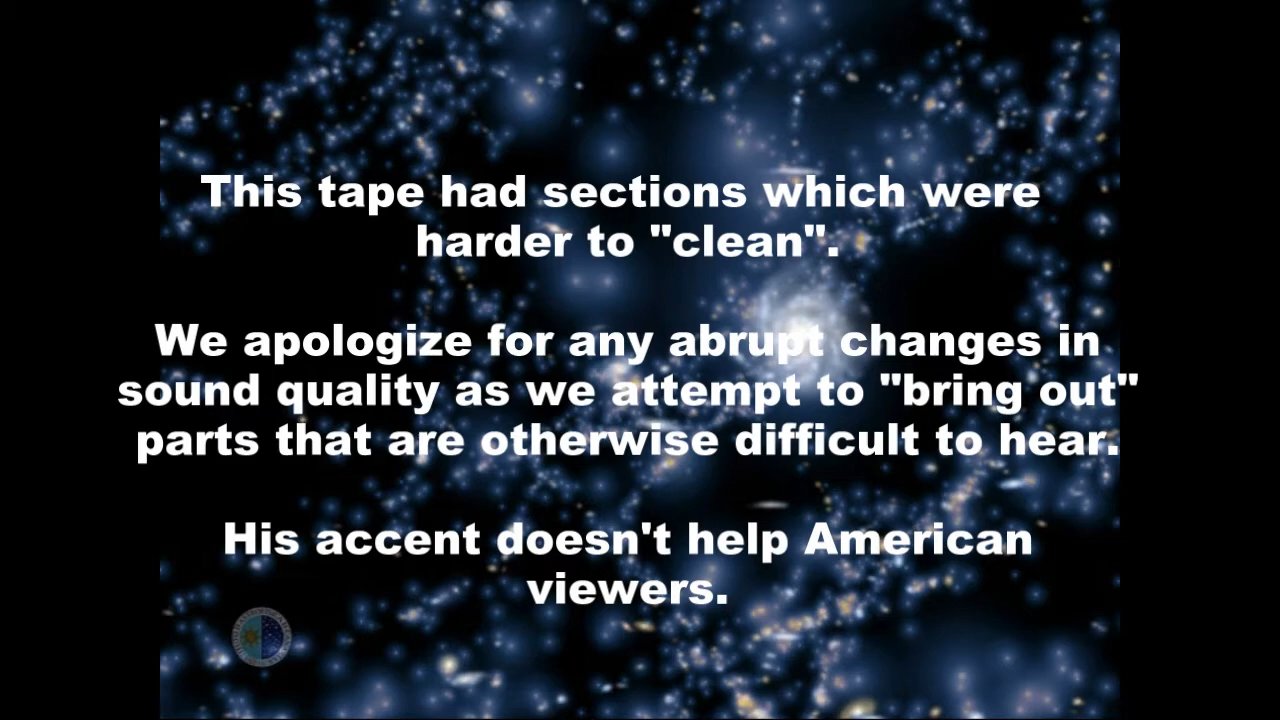 This tape had sections which were
harder to "clean".
We apologize for any abrupt changes in
sound quality as we attempt to "bring out"
parts that are otherwise difficult to hear.
His accent doesn't help American
viewers.